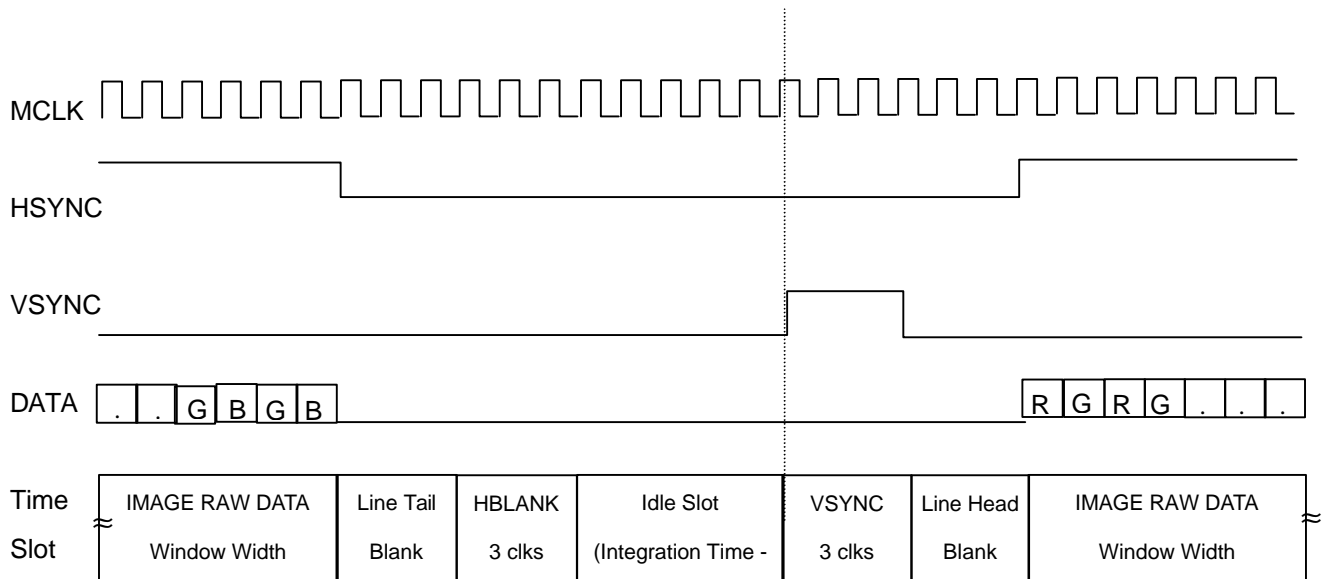 MCLK
HSYNC
VSYNC
DATA . . G B G B R G R G . . .
Time IMAGE RAW DATA Line Tail HBLANK Idle Slot VSYNC Line Head IMAGE RAW DATA
Slot Window Width Blank 3 clks (Integration Time - 3 clks Blank Window Width